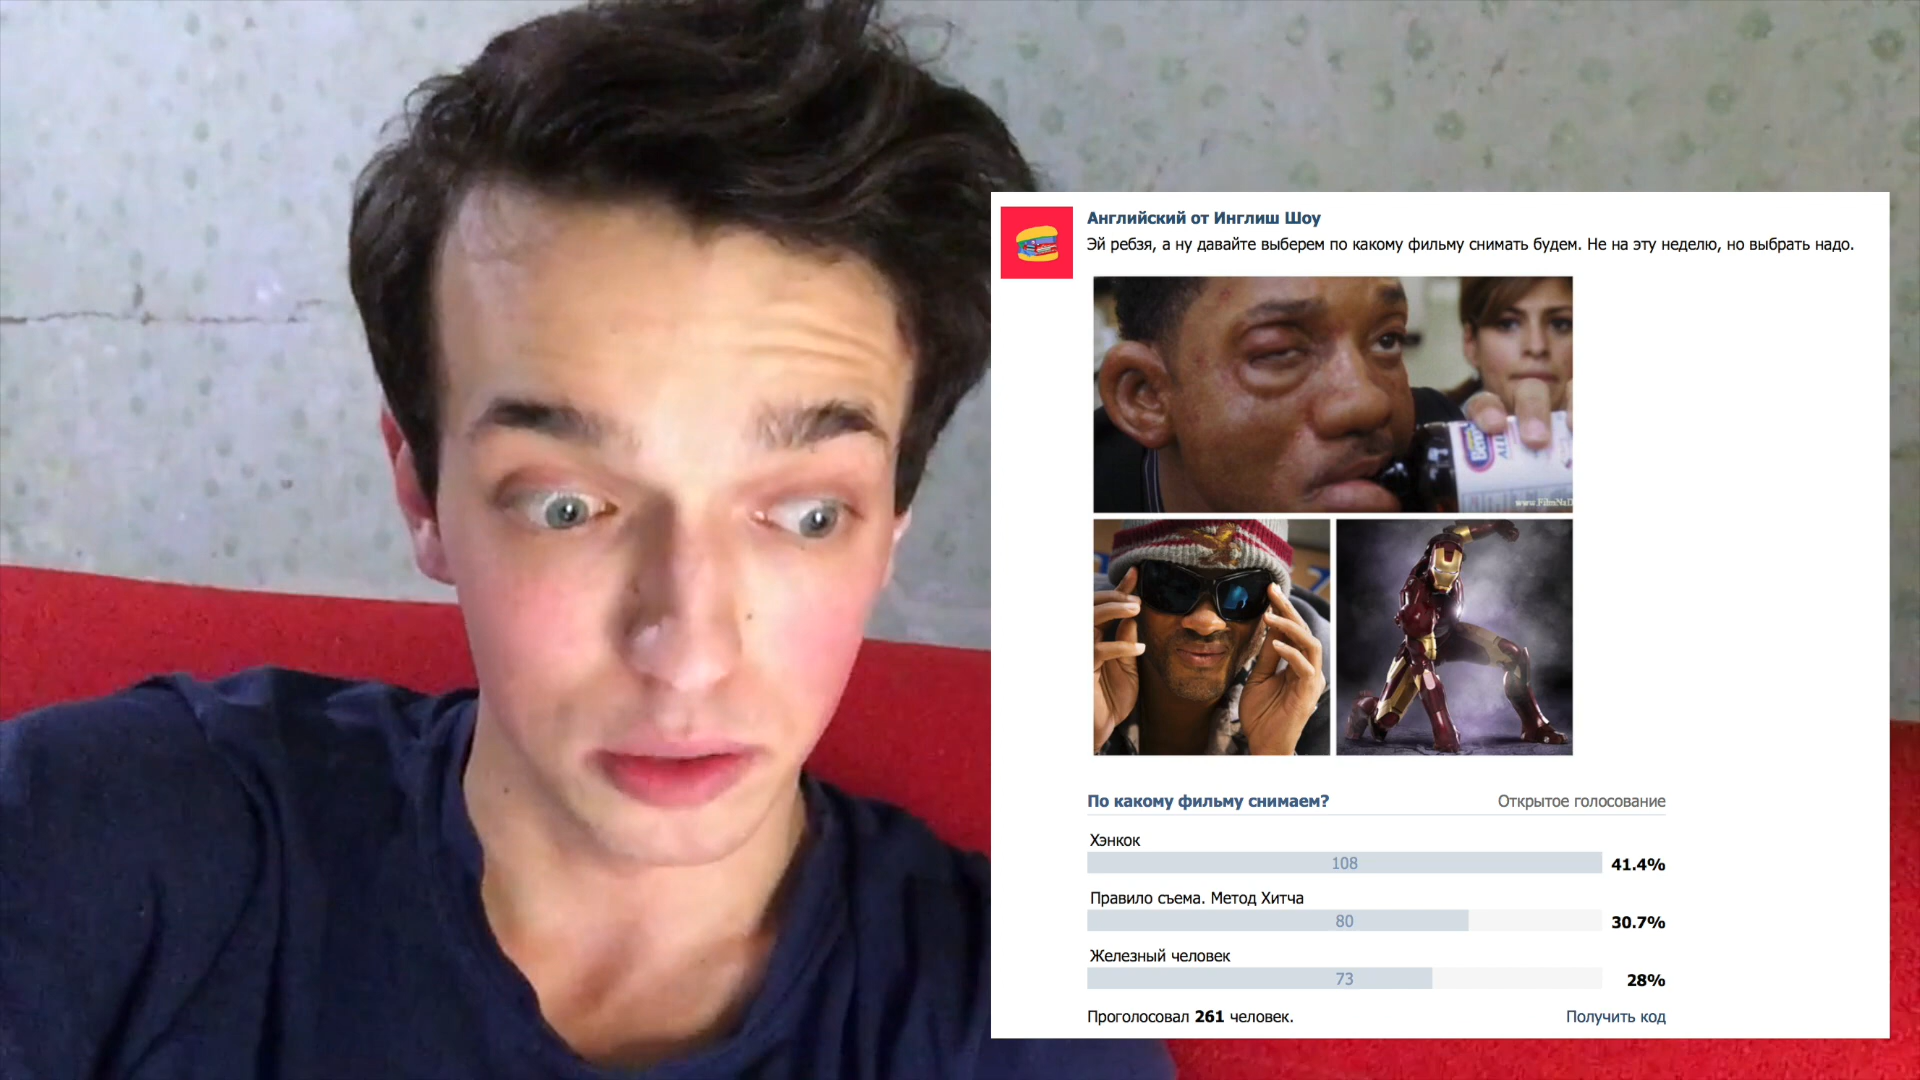 Английский от Инглиш Шоу
Эй ребзя, а ну давайте выберем по какому фильму снимать будем. Не на эту неделю, но выбрать надо.
По какому фильму снимаем?
Открытое голосование
Хэнкок
108
41.4%
Правило съема. Метод Хитча
80
30.7%
Железный человек
73
28%
Проголосовал 261 человек.
Получить код